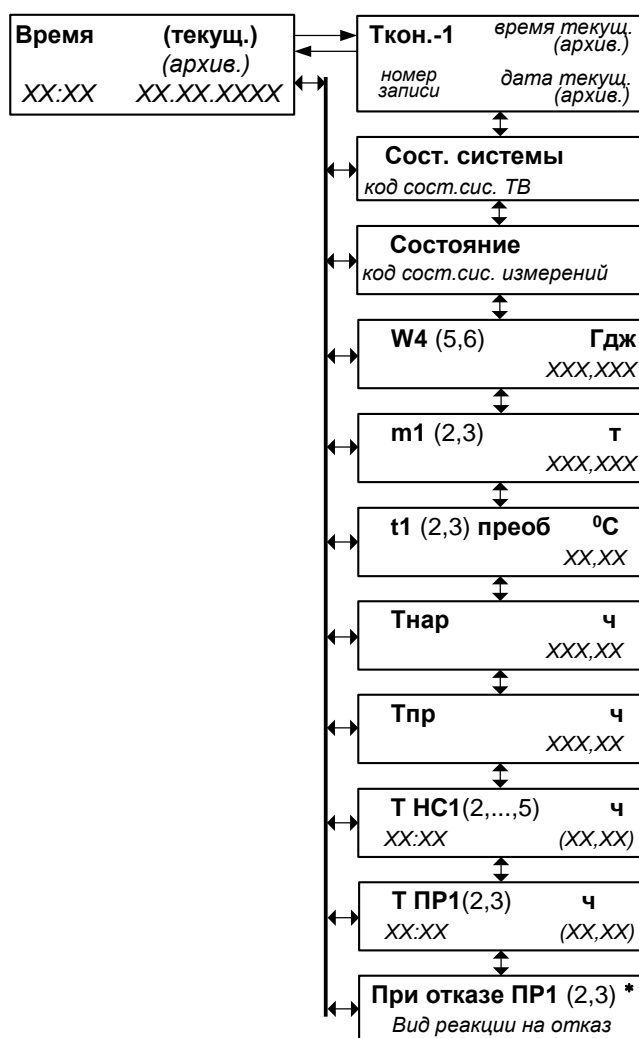 Время (текущ.)
(архив.)
XX:XX XX.XX.XXXX
Ткон.-1 время текущ.
(архив.)
номер
записи
дата текущ.
(архив.)
Сост. системы
код сост.сис. ТВ
Состояние
код сост.сис. измерений
W4 (5,6) Гдж
XXX,XXX
m1 (2,3) т
XXX,XXX
t1 (2,3) преоб ⁰С
XX,XX
Тнар ч
XXX,XX
Тпр ч
XXX,XX
Т НС1(2,...,5) ч
XX:XX (XX,XX)
Т ПР1(2,3) ч
XX:XX (XX,XX)
При отказе ПР1 (2,3) *
Вид реакции на отказ